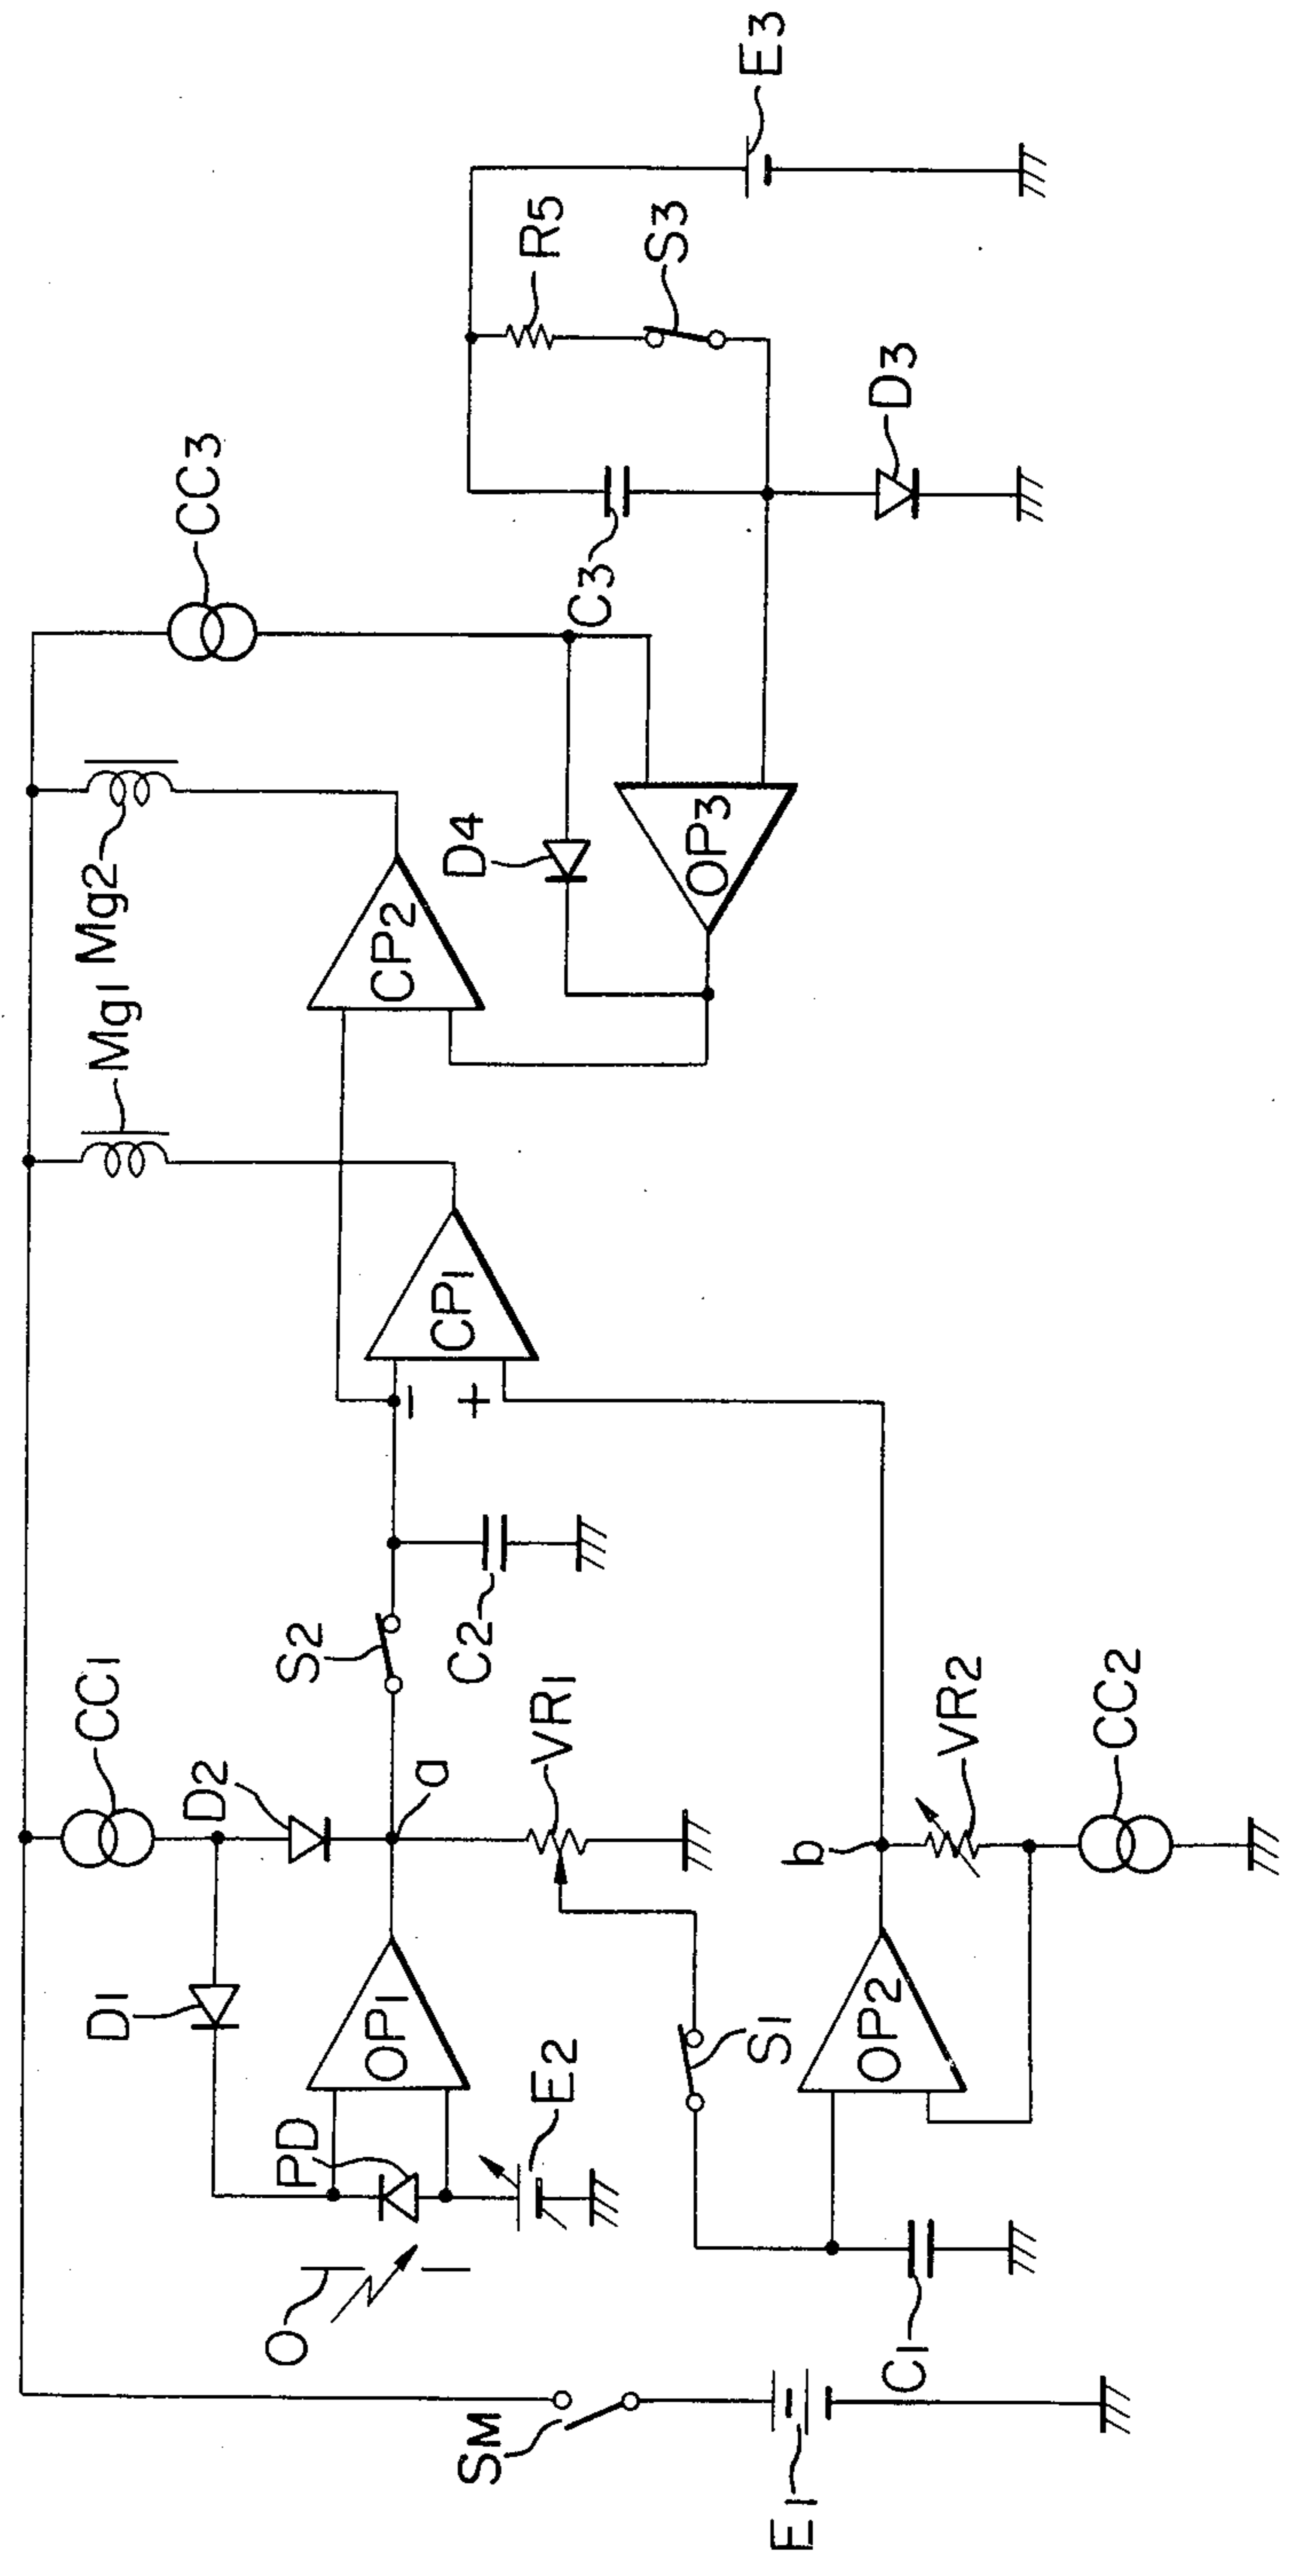 E1
SM
O
C1
PD
E2
D1
OP1
S1
OP2
D2
CC1
a
b
VR1
VR2
CC2
S2
C2
−
+
CP1
Mg1
Mg2
CP2
D4
OP3
CC3
C3
D3
R5
S3
E3